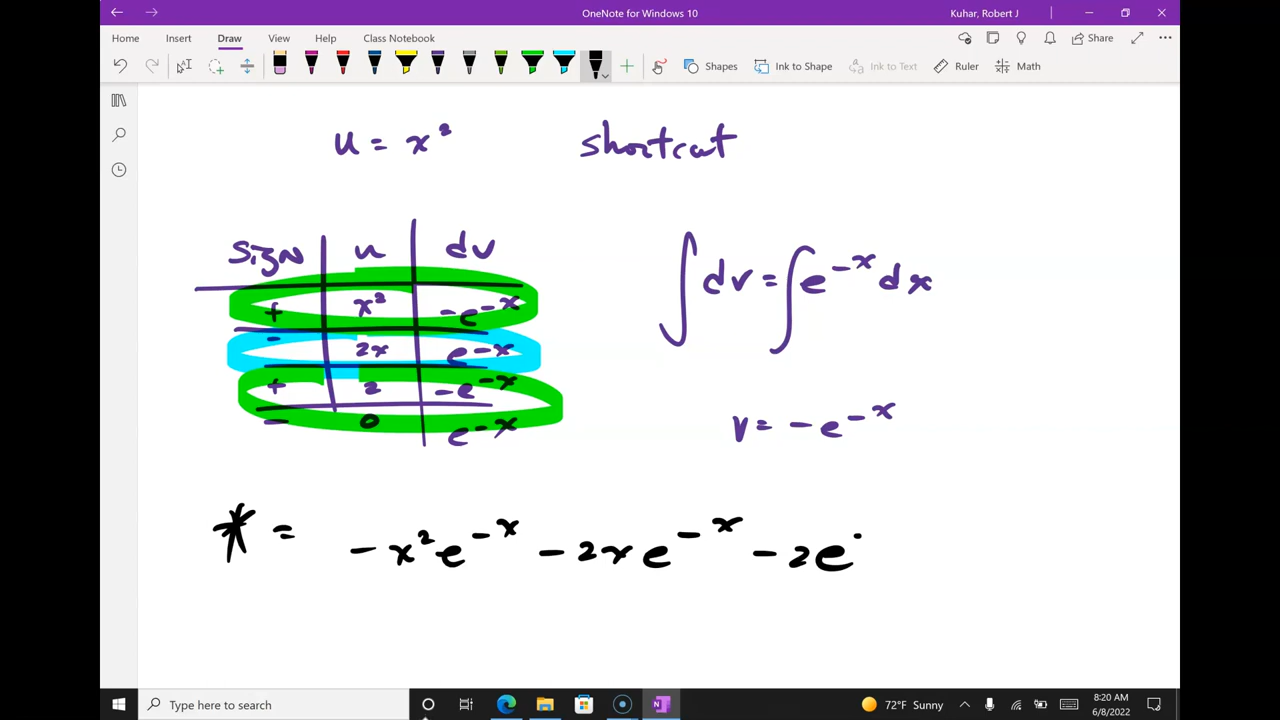 OneNote for Windows 10
Kuhar, Robert J
Home Insert Draw View Help Class Notebook
Share
Shapes Ink to Shape Ink to Text Ruler Math
u = x² shortcut
sign u dv
+ x² -e^-x
- 2x e^-x
+ 2 -e^-x
- 0 e^-x
∫dv = ∫e^-x dx
v = -e^-x
* = -x²e^-x - 2xe^-x - 2e
Type here to search
72°F Sunny
8:20 AM
6/8/2022